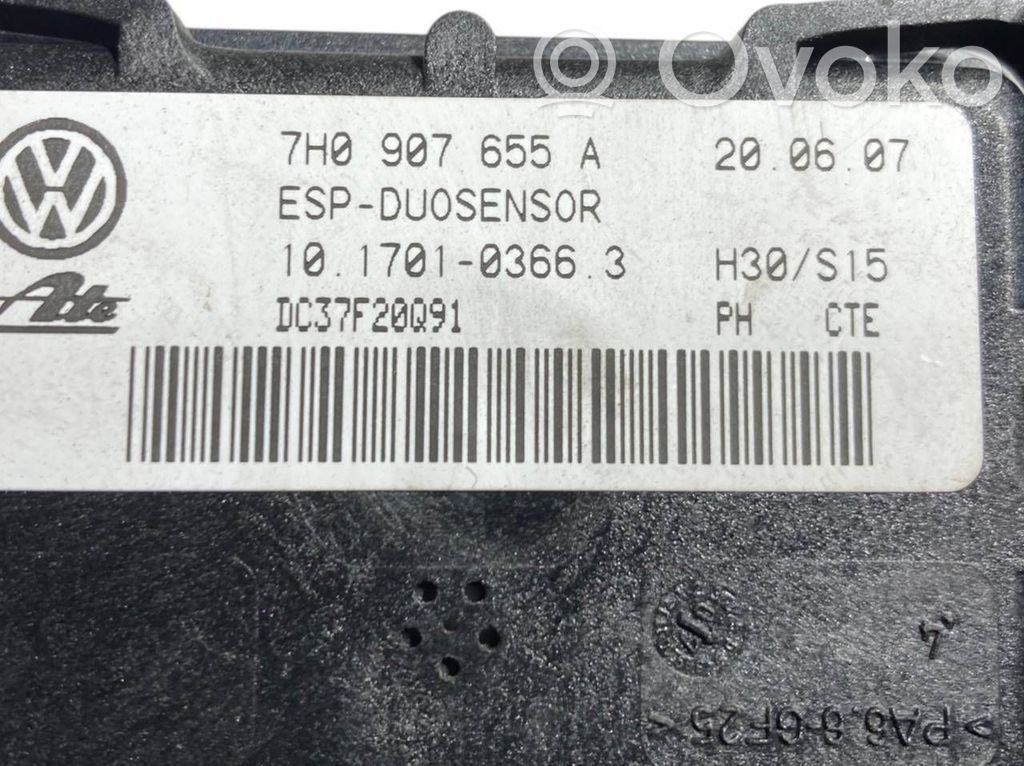 Ovoko
7H0 907 655 A 20.06.07
ESP-DUOSENSOR
10.1701-0366.3 H30/S15
Ate
DC37F20Q91 PH CTE
>PA6.6 GF25<